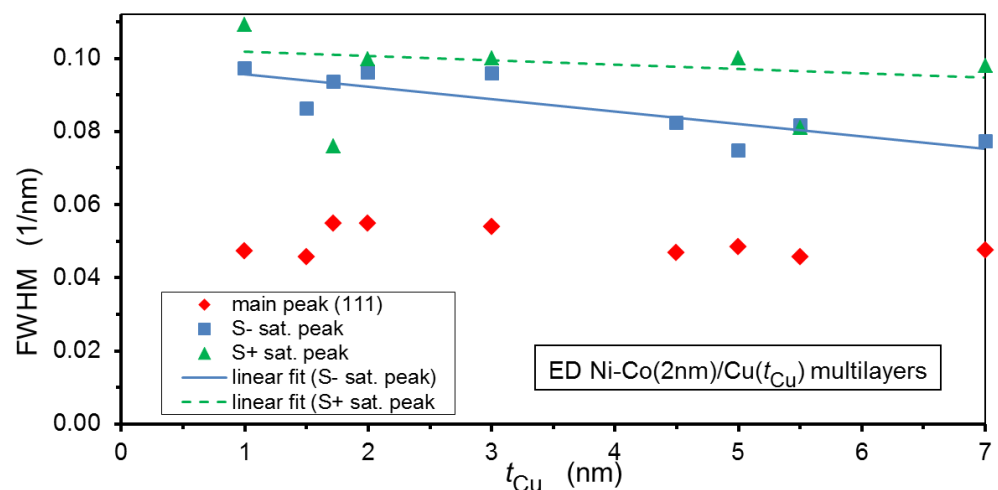 0.10
0.08
0.06
0.04
0.02
0.00
FWHM (1/nm)
main peak (111)
S- sat. peak
S+ sat. peak
linear fit (S- sat. peak)
linear fit (S+ sat. peak
ED Ni-Co(2nm)/Cu(tCu) multilayers
0 1 2 3 4 5 6 7
tCu (nm)